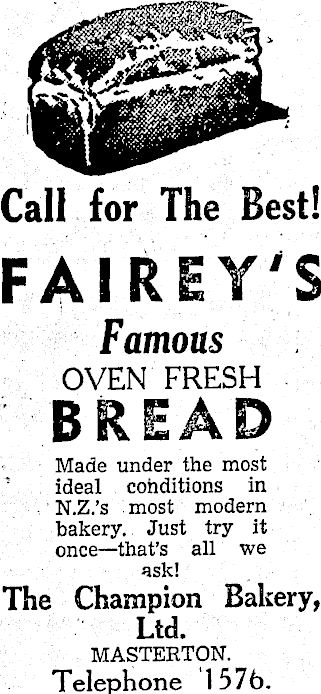 Call for The Best!
FAIREY'S
Famous
OVEN FRESH
BREAD
Made under the most
ideal conditions in
N.Z.'s most modern
bakery. Just try it
once—that's all we
ask!
The Champion Bakery,
Ltd.
MASTERTON.
Telephone 1576.